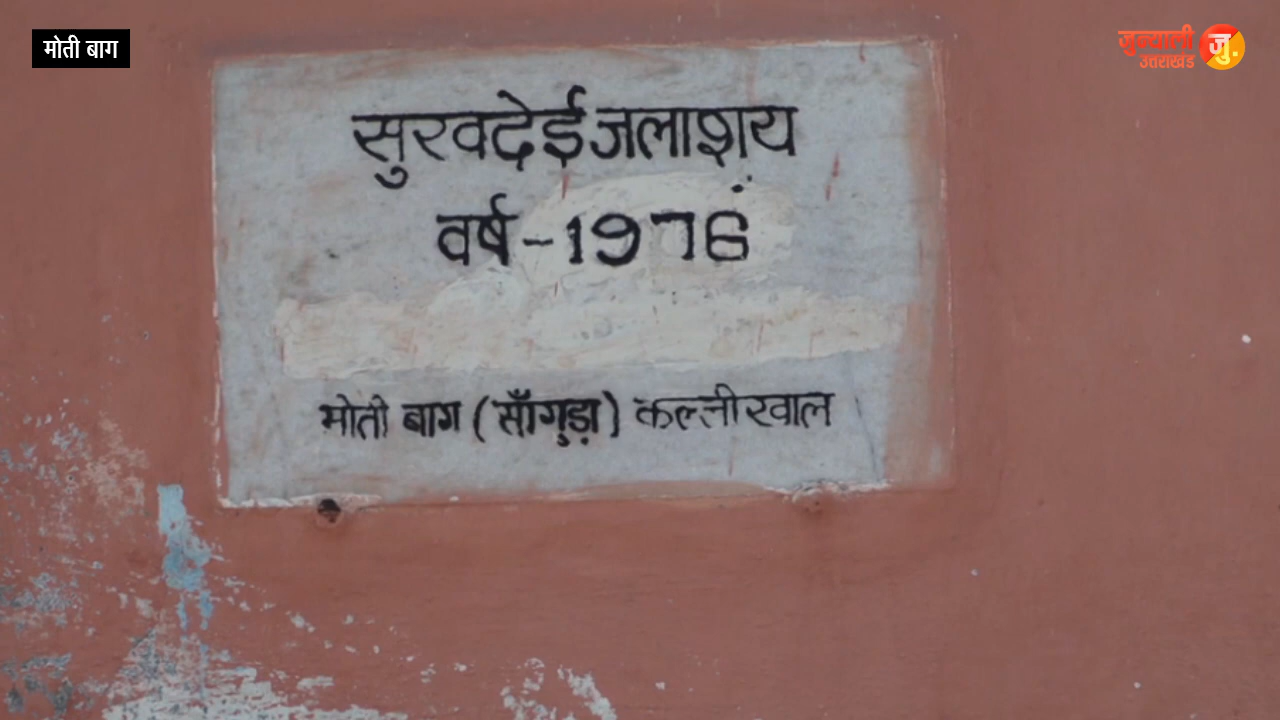 मोती बाग
जुन्याली
उत्तराखंड
जु.
सुखदेई जलाशय
वर्ष-1976
मोती बाग (साँगुड़ा) कल्जीखाल